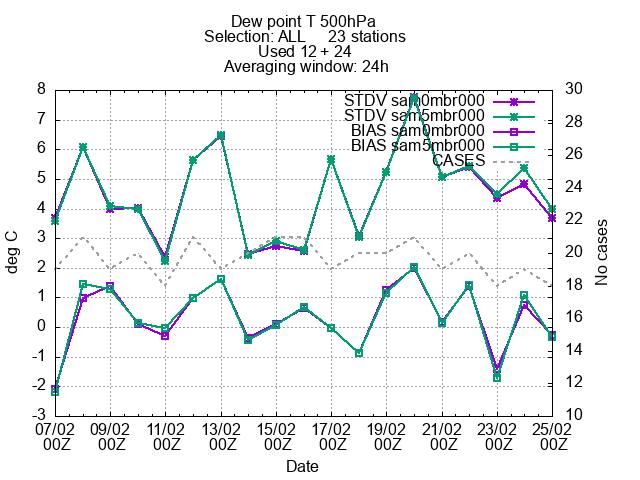 Dew point T 500hPa
Selection: ALL 23 stations
Used 12 + 24
Averaging window: 24h
STDV sam0mbr000
STDV sam5mbr000
BIAS sam0mbr000
BIAS sam5mbr000
CASES
8
7
6
5
4
3
2
1
0
-1
-2
-3
deg C
30
28
26
24
22
20
18
16
14
12
10
No cases
07/02 09/02 11/02 13/02 15/02 17/02 19/02 21/02 23/02 25/02
00Z 00Z 00Z 00Z 00Z 00Z 00Z 00Z 00Z 00Z
Date